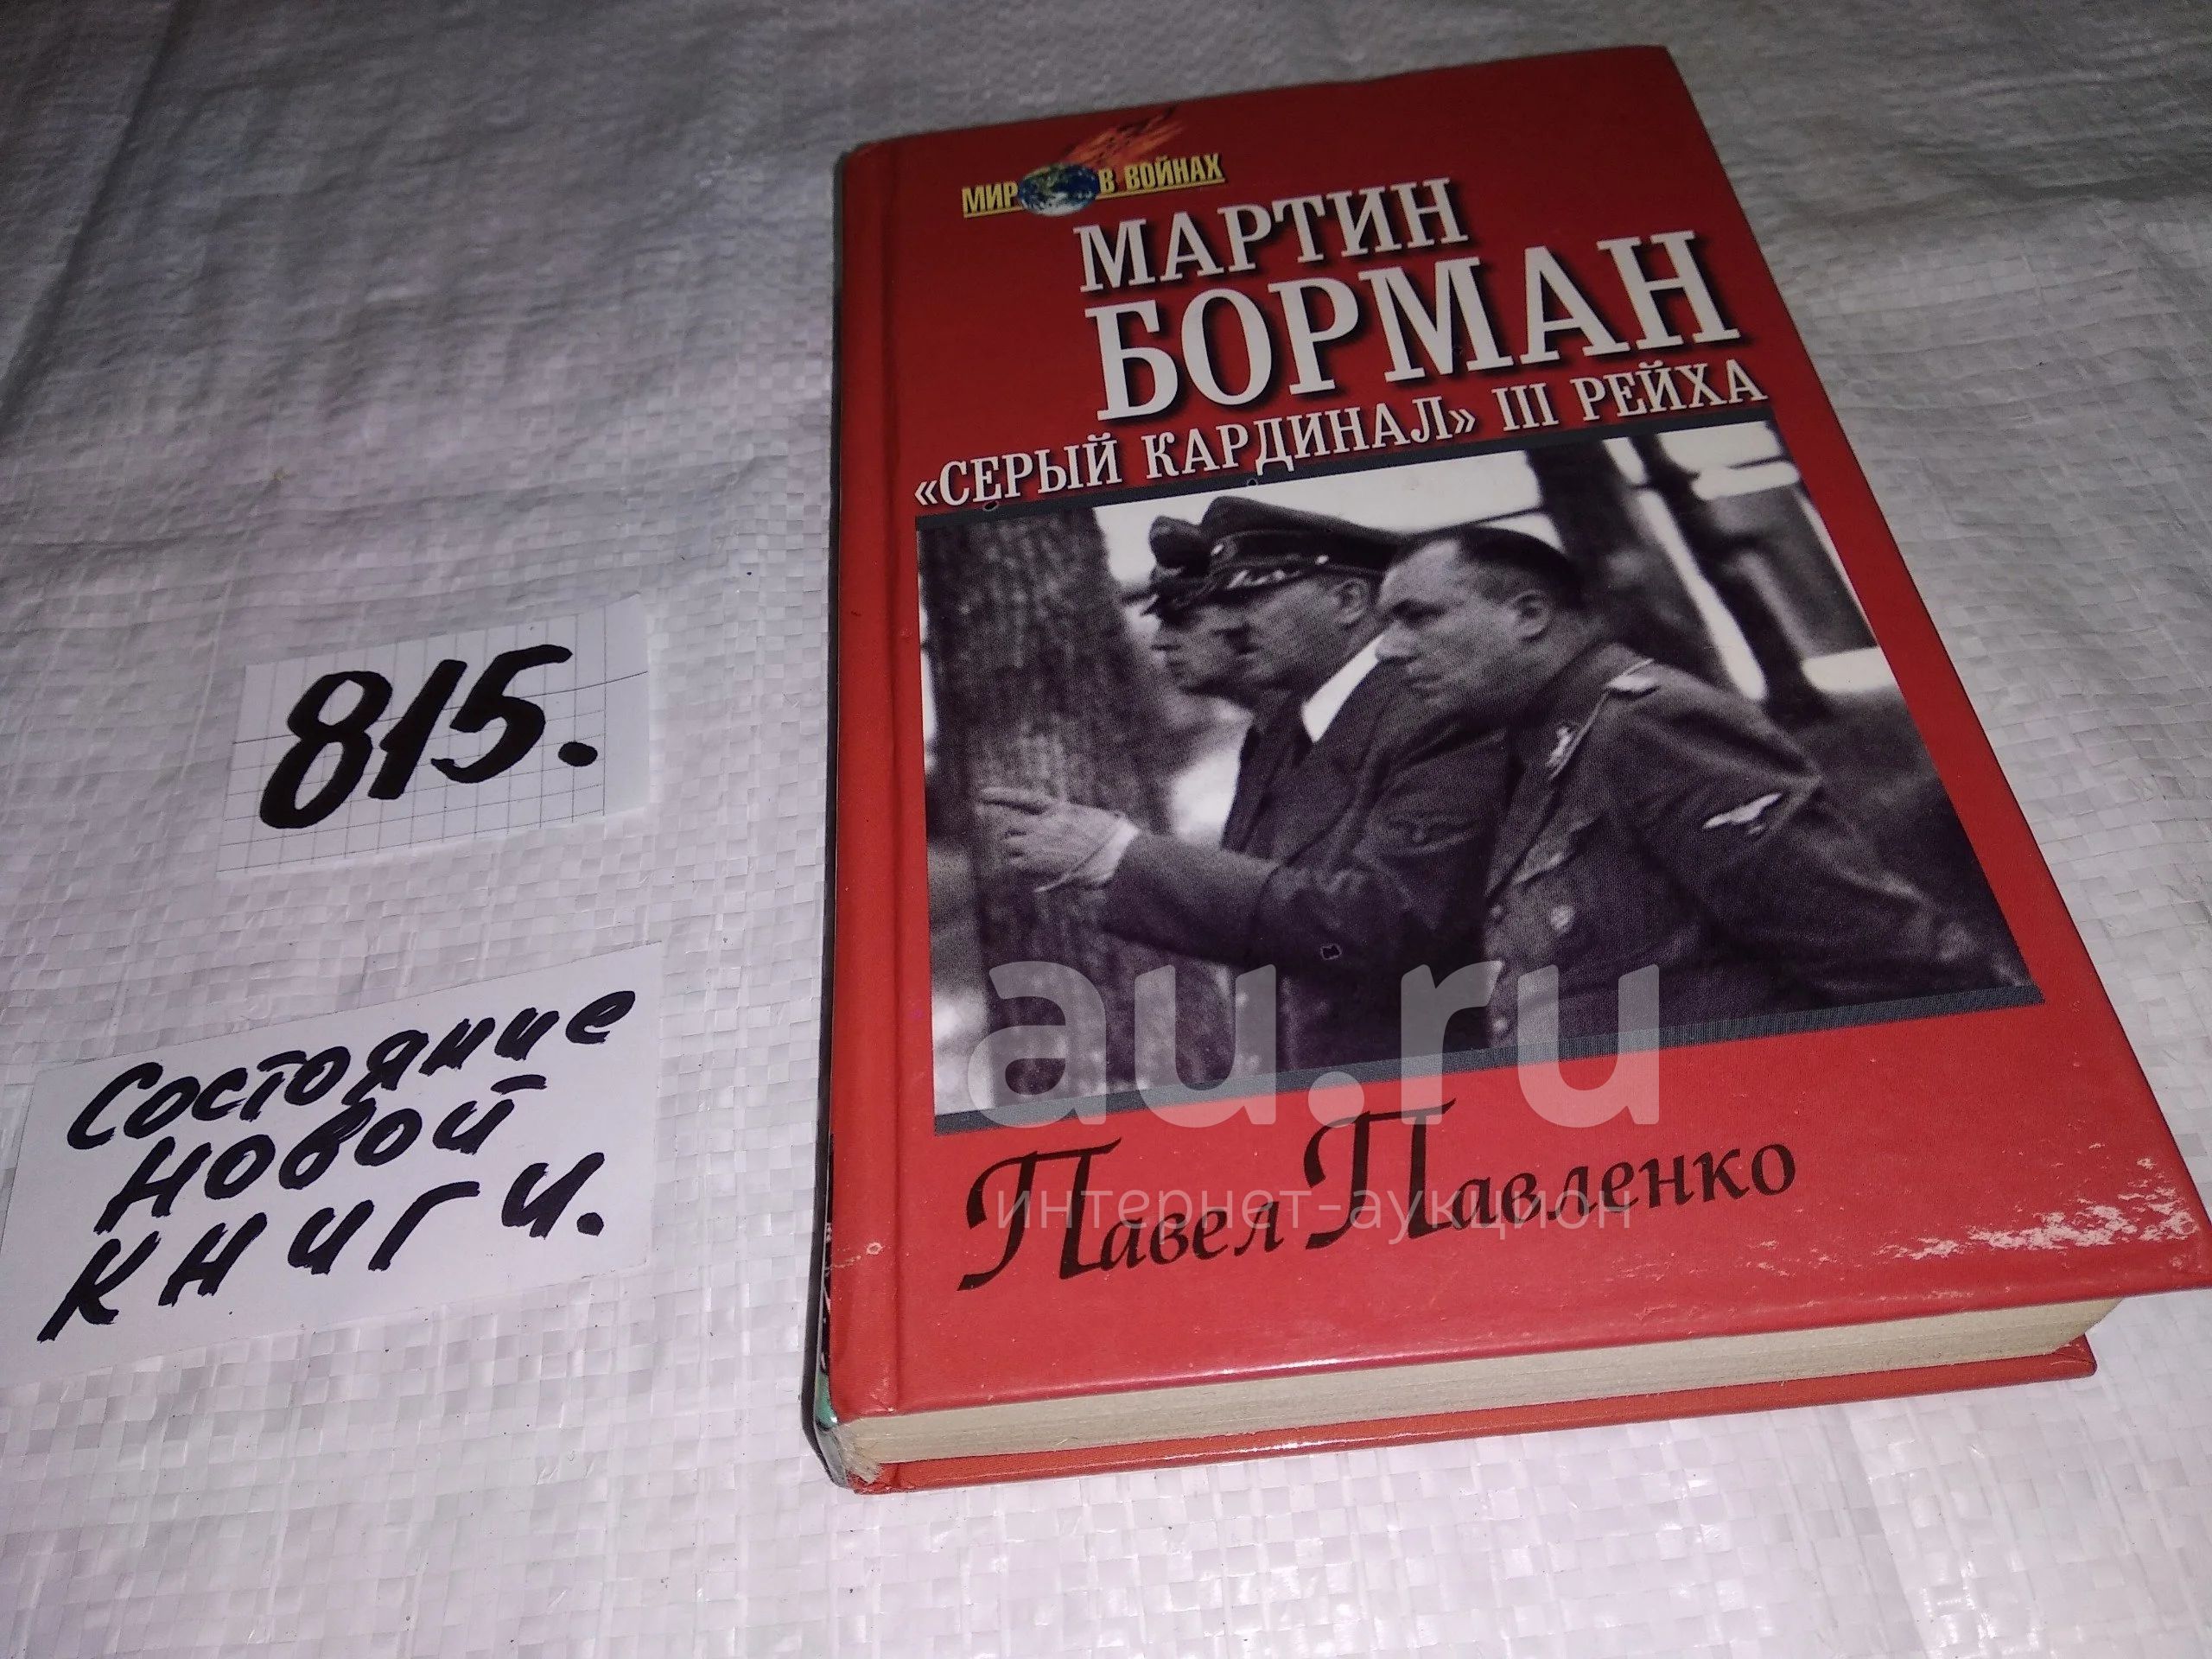 МИР В ВОЙНАХ
МАРТИН
БОРМАН
«СЕРЫЙ КАРДИНАЛ» III РЕЙХА
815.
Состояние
новой
книги.
au.ru
интернет-аукцион
Павел Павленко